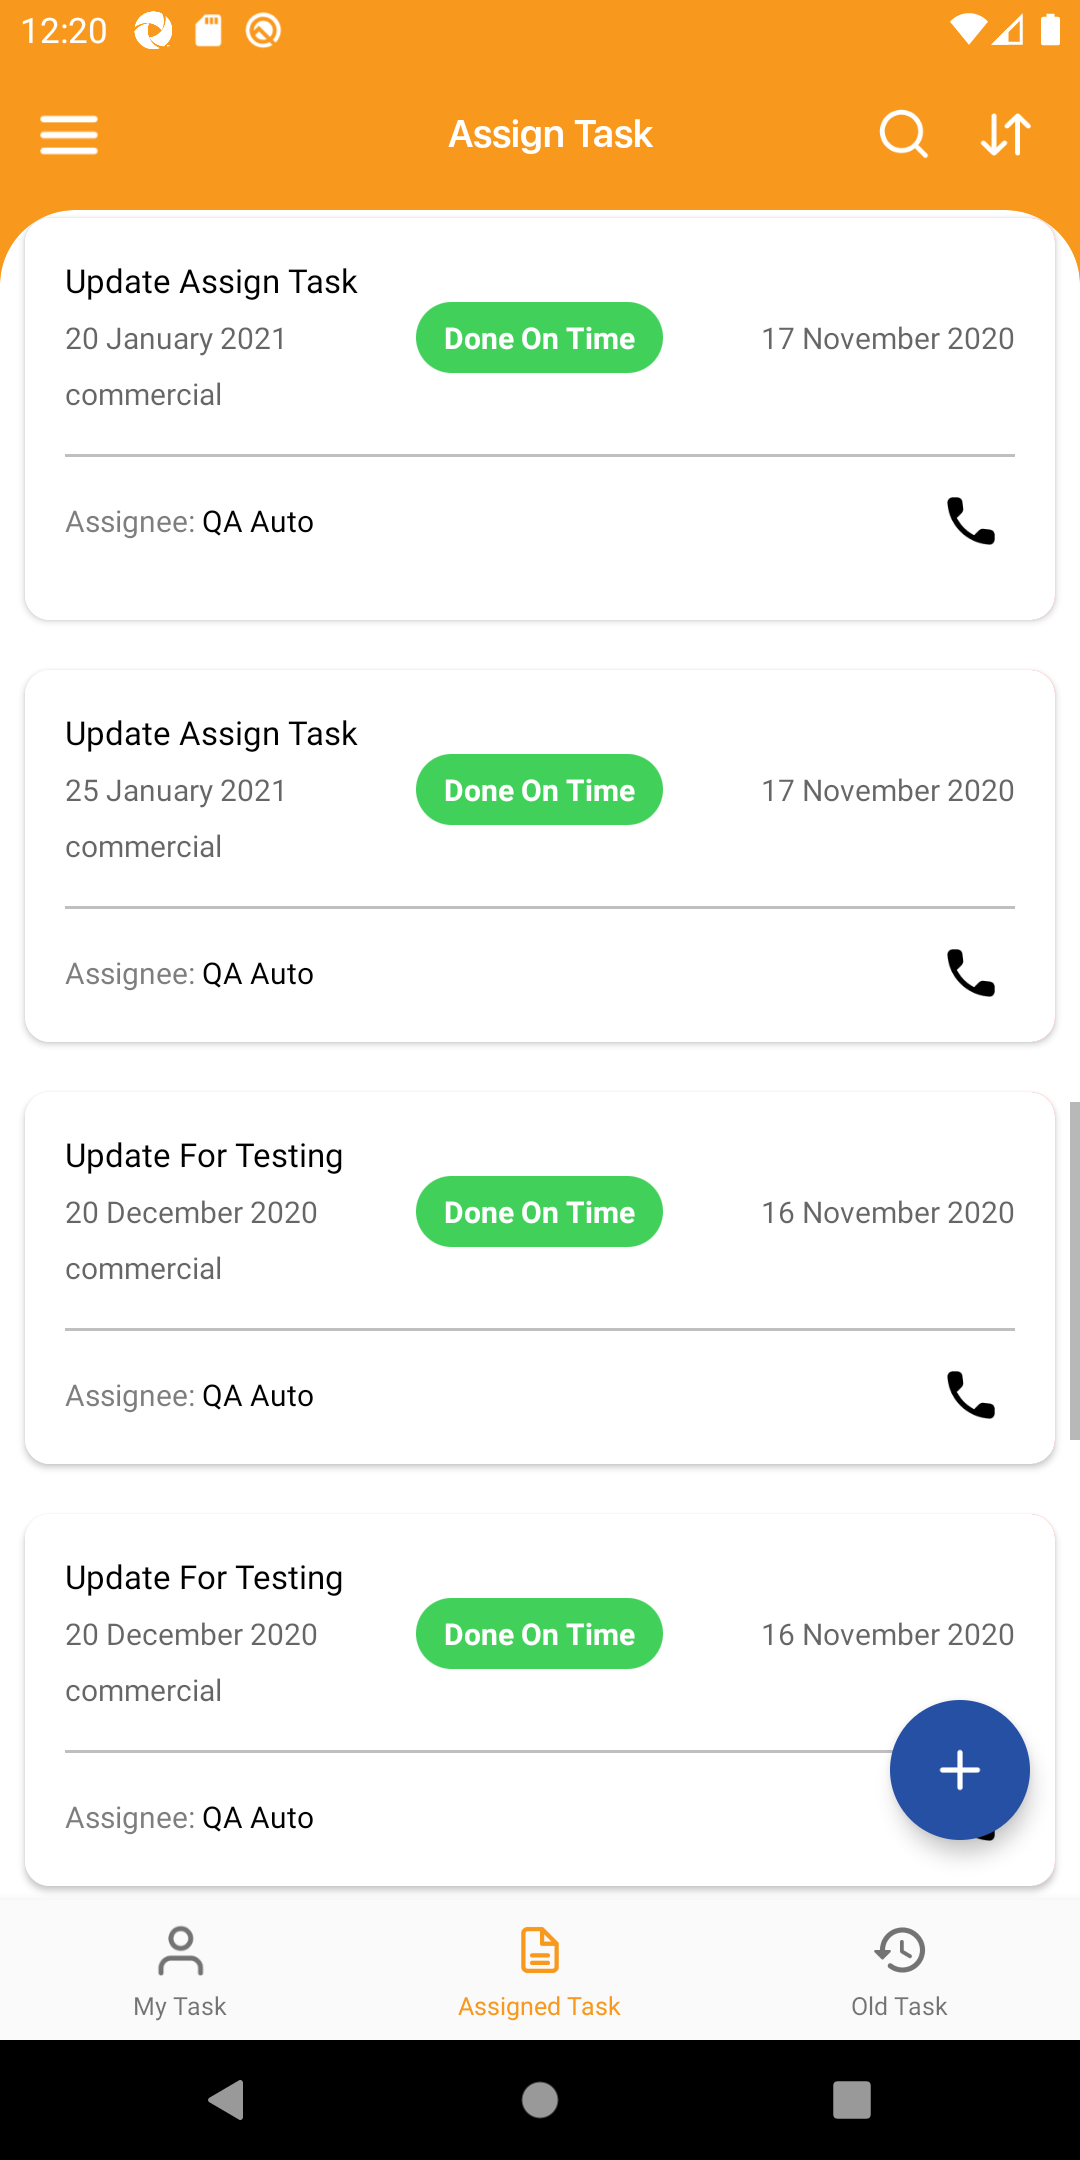 12:20
Assign Task
Update Assign Task
20 January 2021 Done On Time 17 November 2020
commercial
Assignee: QA Auto
Update Assign Task
25 January 2021 Done On Time 17 November 2020
commercial
Assignee: QA Auto
Update For Testing
20 December 2020 Done On Time 16 November 2020
commercial
Assignee: QA Auto
Update For Testing
20 December 2020 Done On Time 16 November 2020
commercial
Assignee: QA Auto
My Task Assigned Task Old Task